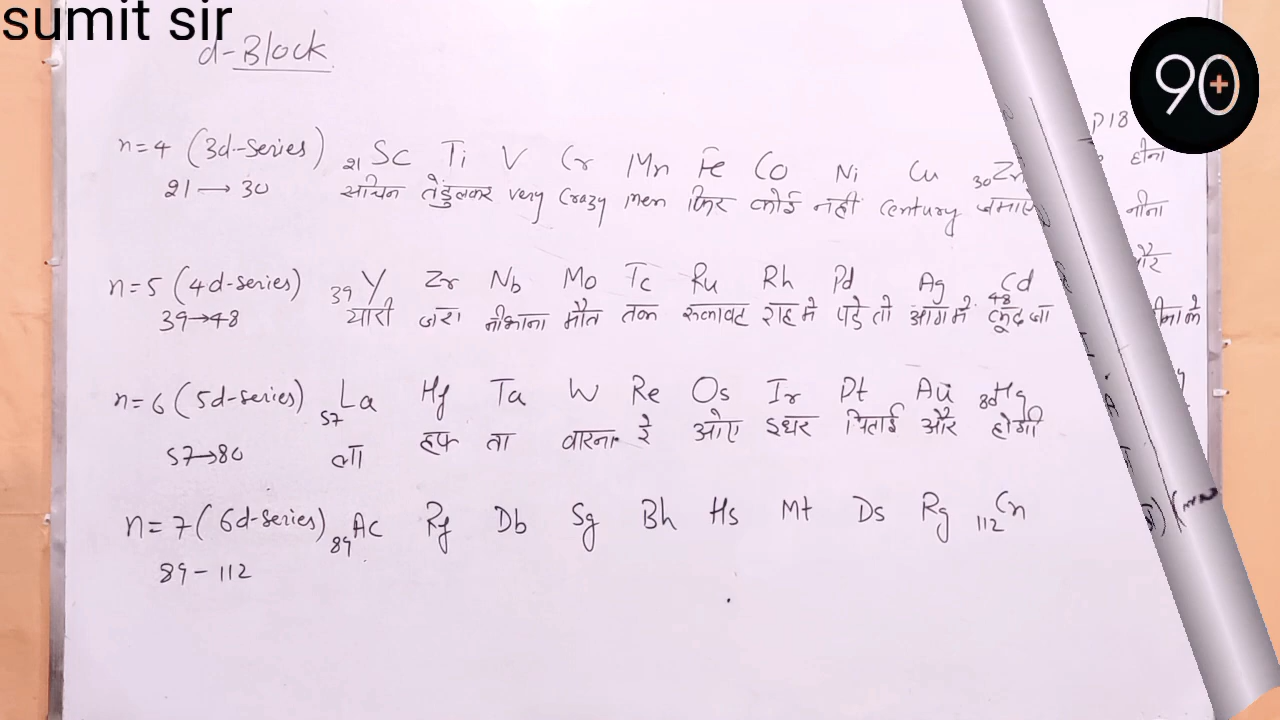 sumit sir
90+
d-Block
n=4 (3d-series) 21Sc Ti V Cr Mn Fe Co Ni Cu 30Zn
21→30 सचिन तेंडुलकर very Crazy men फिर कोई नही Century जमाए
n=5 (4d-series) 39Y Zr Nb Mo Tc Ru Rh Pd Ag 48Cd
39→48 यारी जरा नीभाना मौत तक रुकावट राह मे पड़े तो आग में कूद जा
n=6 (5d-series) 57La Hf Ta W Re Os Ir Pt Au 80Hg
57→80 ला हफ ता वारना रे ओए इधर पिताई और होगी
n=7 (6d-series) 89Ac Rf Db Sg Bh Hs Mt Ds Rg 112Cn
89-112
P18
हीना
नीना